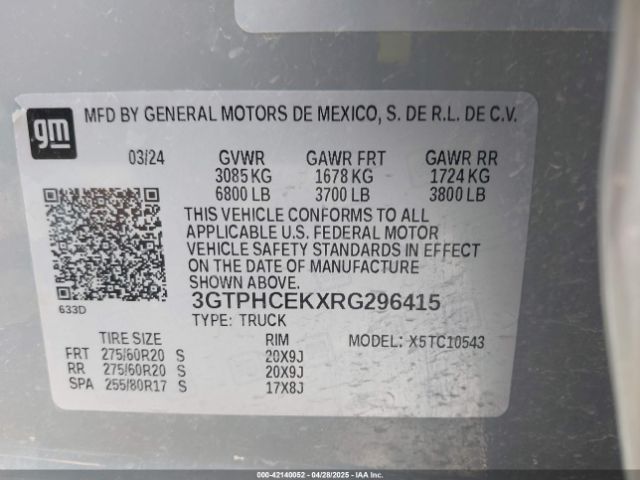 gm
MFD BY GENERAL MOTORS DE MEXICO, S. DE R.L. DE C.V.
03/24 GVWR GAWR FRT GAWR RR
3085 KG 1678 KG 1724 KG
6800 LB 3700 LB 3800 LB
THIS VEHICLE CONFORMS TO ALL
APPLICABLE U.S. FEDERAL MOTOR
VEHICLE SAFETY STANDARDS IN EFFECT
ON THE DATE OF MANUFACTURE
SHOWN ABOVE.
633D
3GTPHCEKXRG296415
TYPE: TRUCK
TIRE SIZE RIM MODEL: X5TC10543
FRT 275/60R20 S 20X9J
RR 275/60R20 S 20X9J
SPA 255/80R17 S 17X8J
000-42140052 - 04/28/2025 - IAAI, Inc.